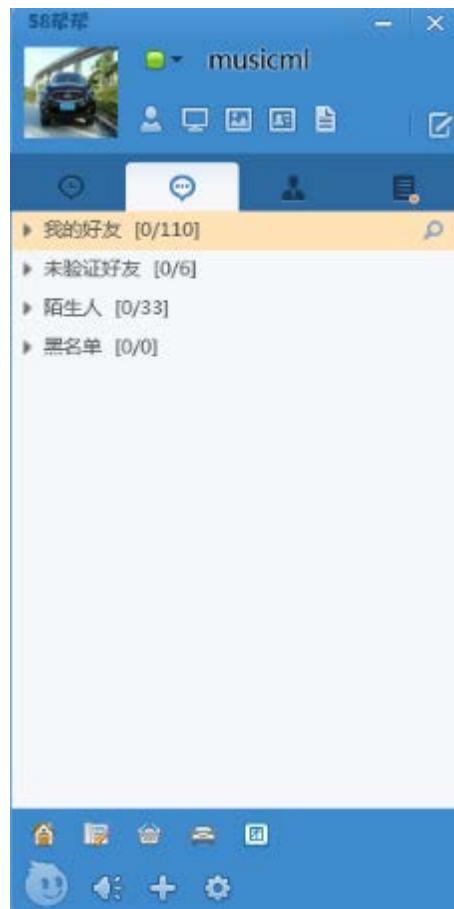 58帮帮
musicml
我的好友 [0/110]
未验证好友 [0/6]
陌生人 [0/33]
黑名单 [0/0]